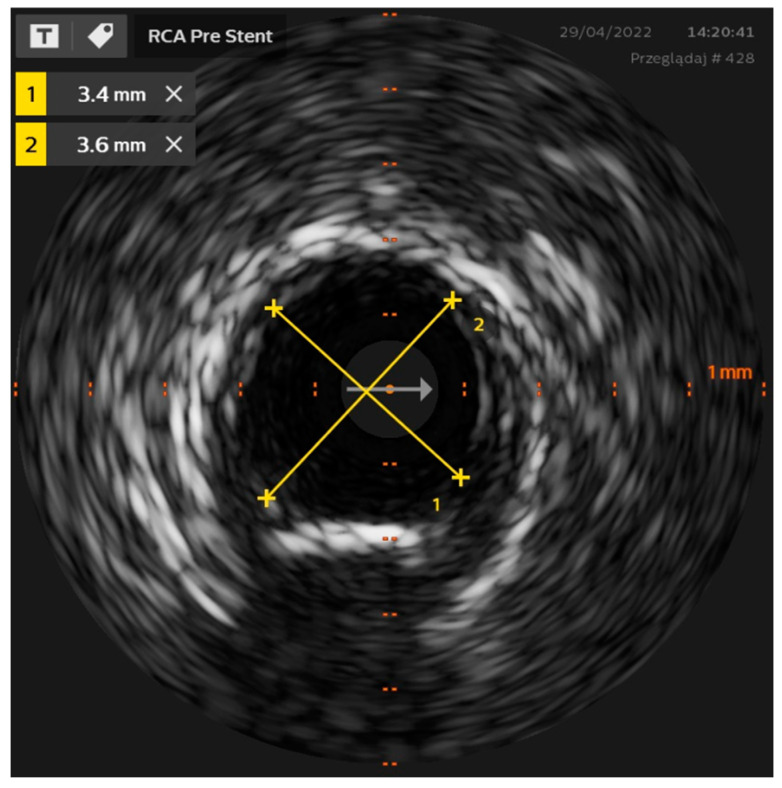 T RCA Pre Stent
29/04/2022 14:20:41
Przeglądaj # 428
1 3.4 mm ×
2 3.6 mm ×
2
1 mm
1